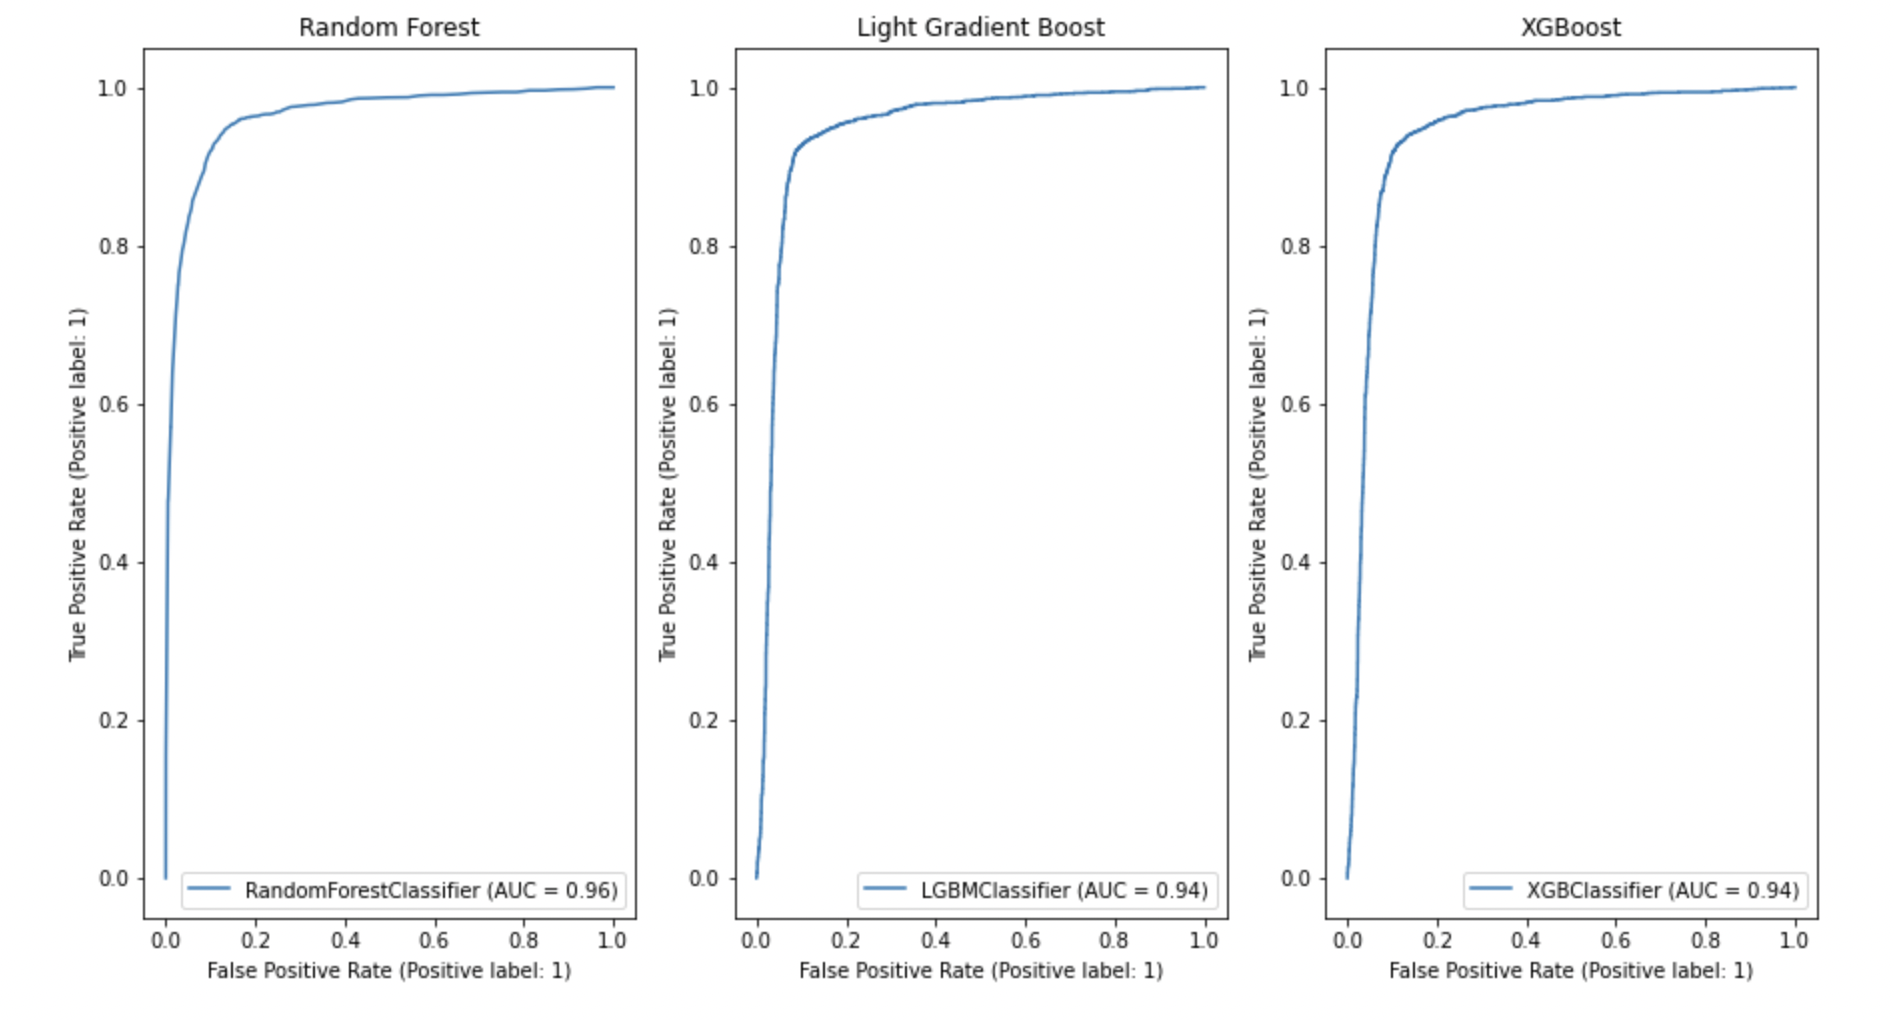 Random Forest
1.0
0.8
0.6
0.4
0.2
0.0
True Positive Rate (Positive label: 1)
RandomForestClassifier (AUC = 0.96)
0.0 0.2 0.4 0.6 0.8 1.0
False Positive Rate (Positive label: 1)
Light Gradient Boost
1.0
0.8
0.6
0.4
0.2
0.0
True Positive Rate (Positive label: 1)
LGBMClassifier (AUC = 0.94)
0.0 0.2 0.4 0.6 0.8 1.0
False Positive Rate (Positive label: 1)
XGBoost
1.0
0.8
0.6
0.4
0.2
0.0
True Positive Rate (Positive label: 1)
XGBClassifier (AUC = 0.94)
0.0 0.2 0.4 0.6 0.8 1.0
False Positive Rate (Positive label: 1)